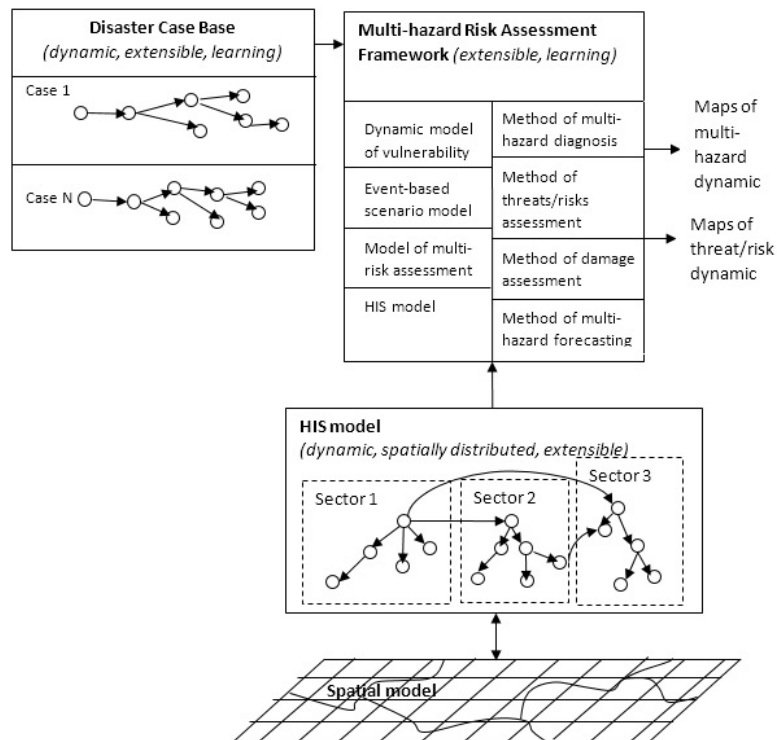 Disaster Case Base
(dynamic, extensible, learning)
Case 1
Case N
Multi-hazard Risk Assessment
Framework (extensible, learning)
Dynamic model
of vulnerability
Event-based
scenario model
Model of multi-
risk assessment
HIS model
Method of multi-
hazard diagnosis
Method of
threats/risks
assessment
Method of damage
assessment
Method of multi-
hazard forecasting
Maps of
multi-
hazard
dynamic
Maps of
threat/risk
dynamic
HIS model
(dynamic, spatially distributed, extensible)
Sector 1
Sector 2
Sector 3
Spatial model